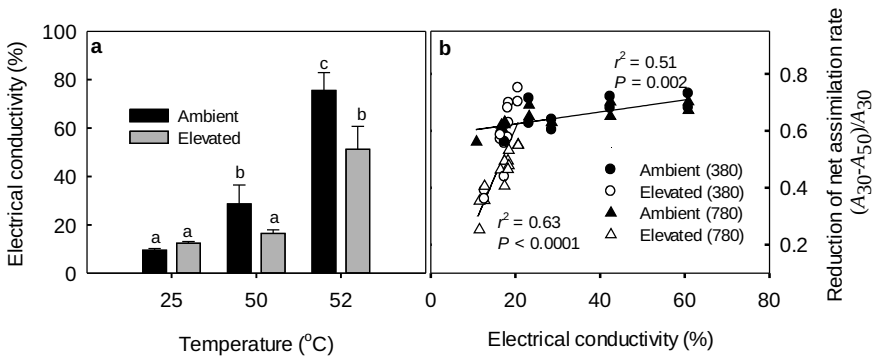 100
80
60
40
20
0
Electrical conductivity (%)
a
Ambient
Elevated
a
a
b
a
c
b
25
50
52
Temperature (°C)
b
r² = 0.51
P = 0.002
Ambient (380)
Elevated (380)
Ambient (780)
Elevated (780)
r² = 0.63
P < 0.0001
0
20
40
60
80
Electrical conductivity (%)
0.8
0.6
0.4
0.2
Reduction of net assimilation rate
(A30-A50)/A30